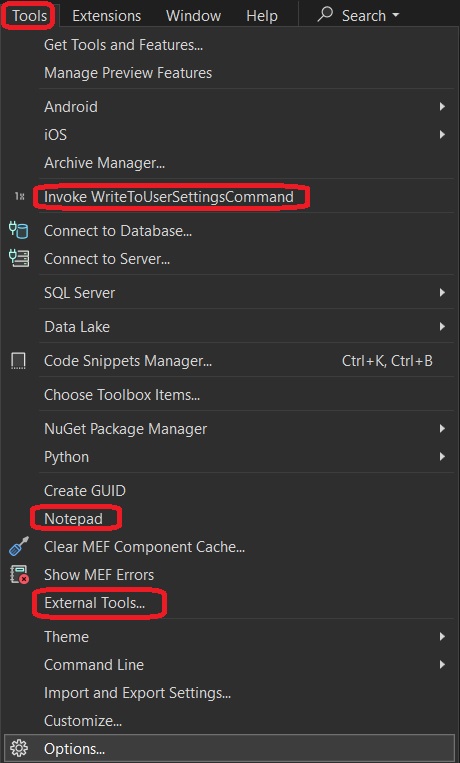 Tools Extensions Window Help Search
Get Tools and Features...
Manage Preview Features
Android
iOS
Archive Manager...
1x Invoke WriteToUserSettingsCommand
Connect to Database...
Connect to Server...
SQL Server
Data Lake
Code Snippets Manager... Ctrl+K, Ctrl+B
Choose Toolbox Items...
NuGet Package Manager
Python
Create GUID
Notepad
Clear MEF Component Cache...
Show MEF Errors
External Tools...
Theme
Command Line
Import and Export Settings...
Customize...
Options...